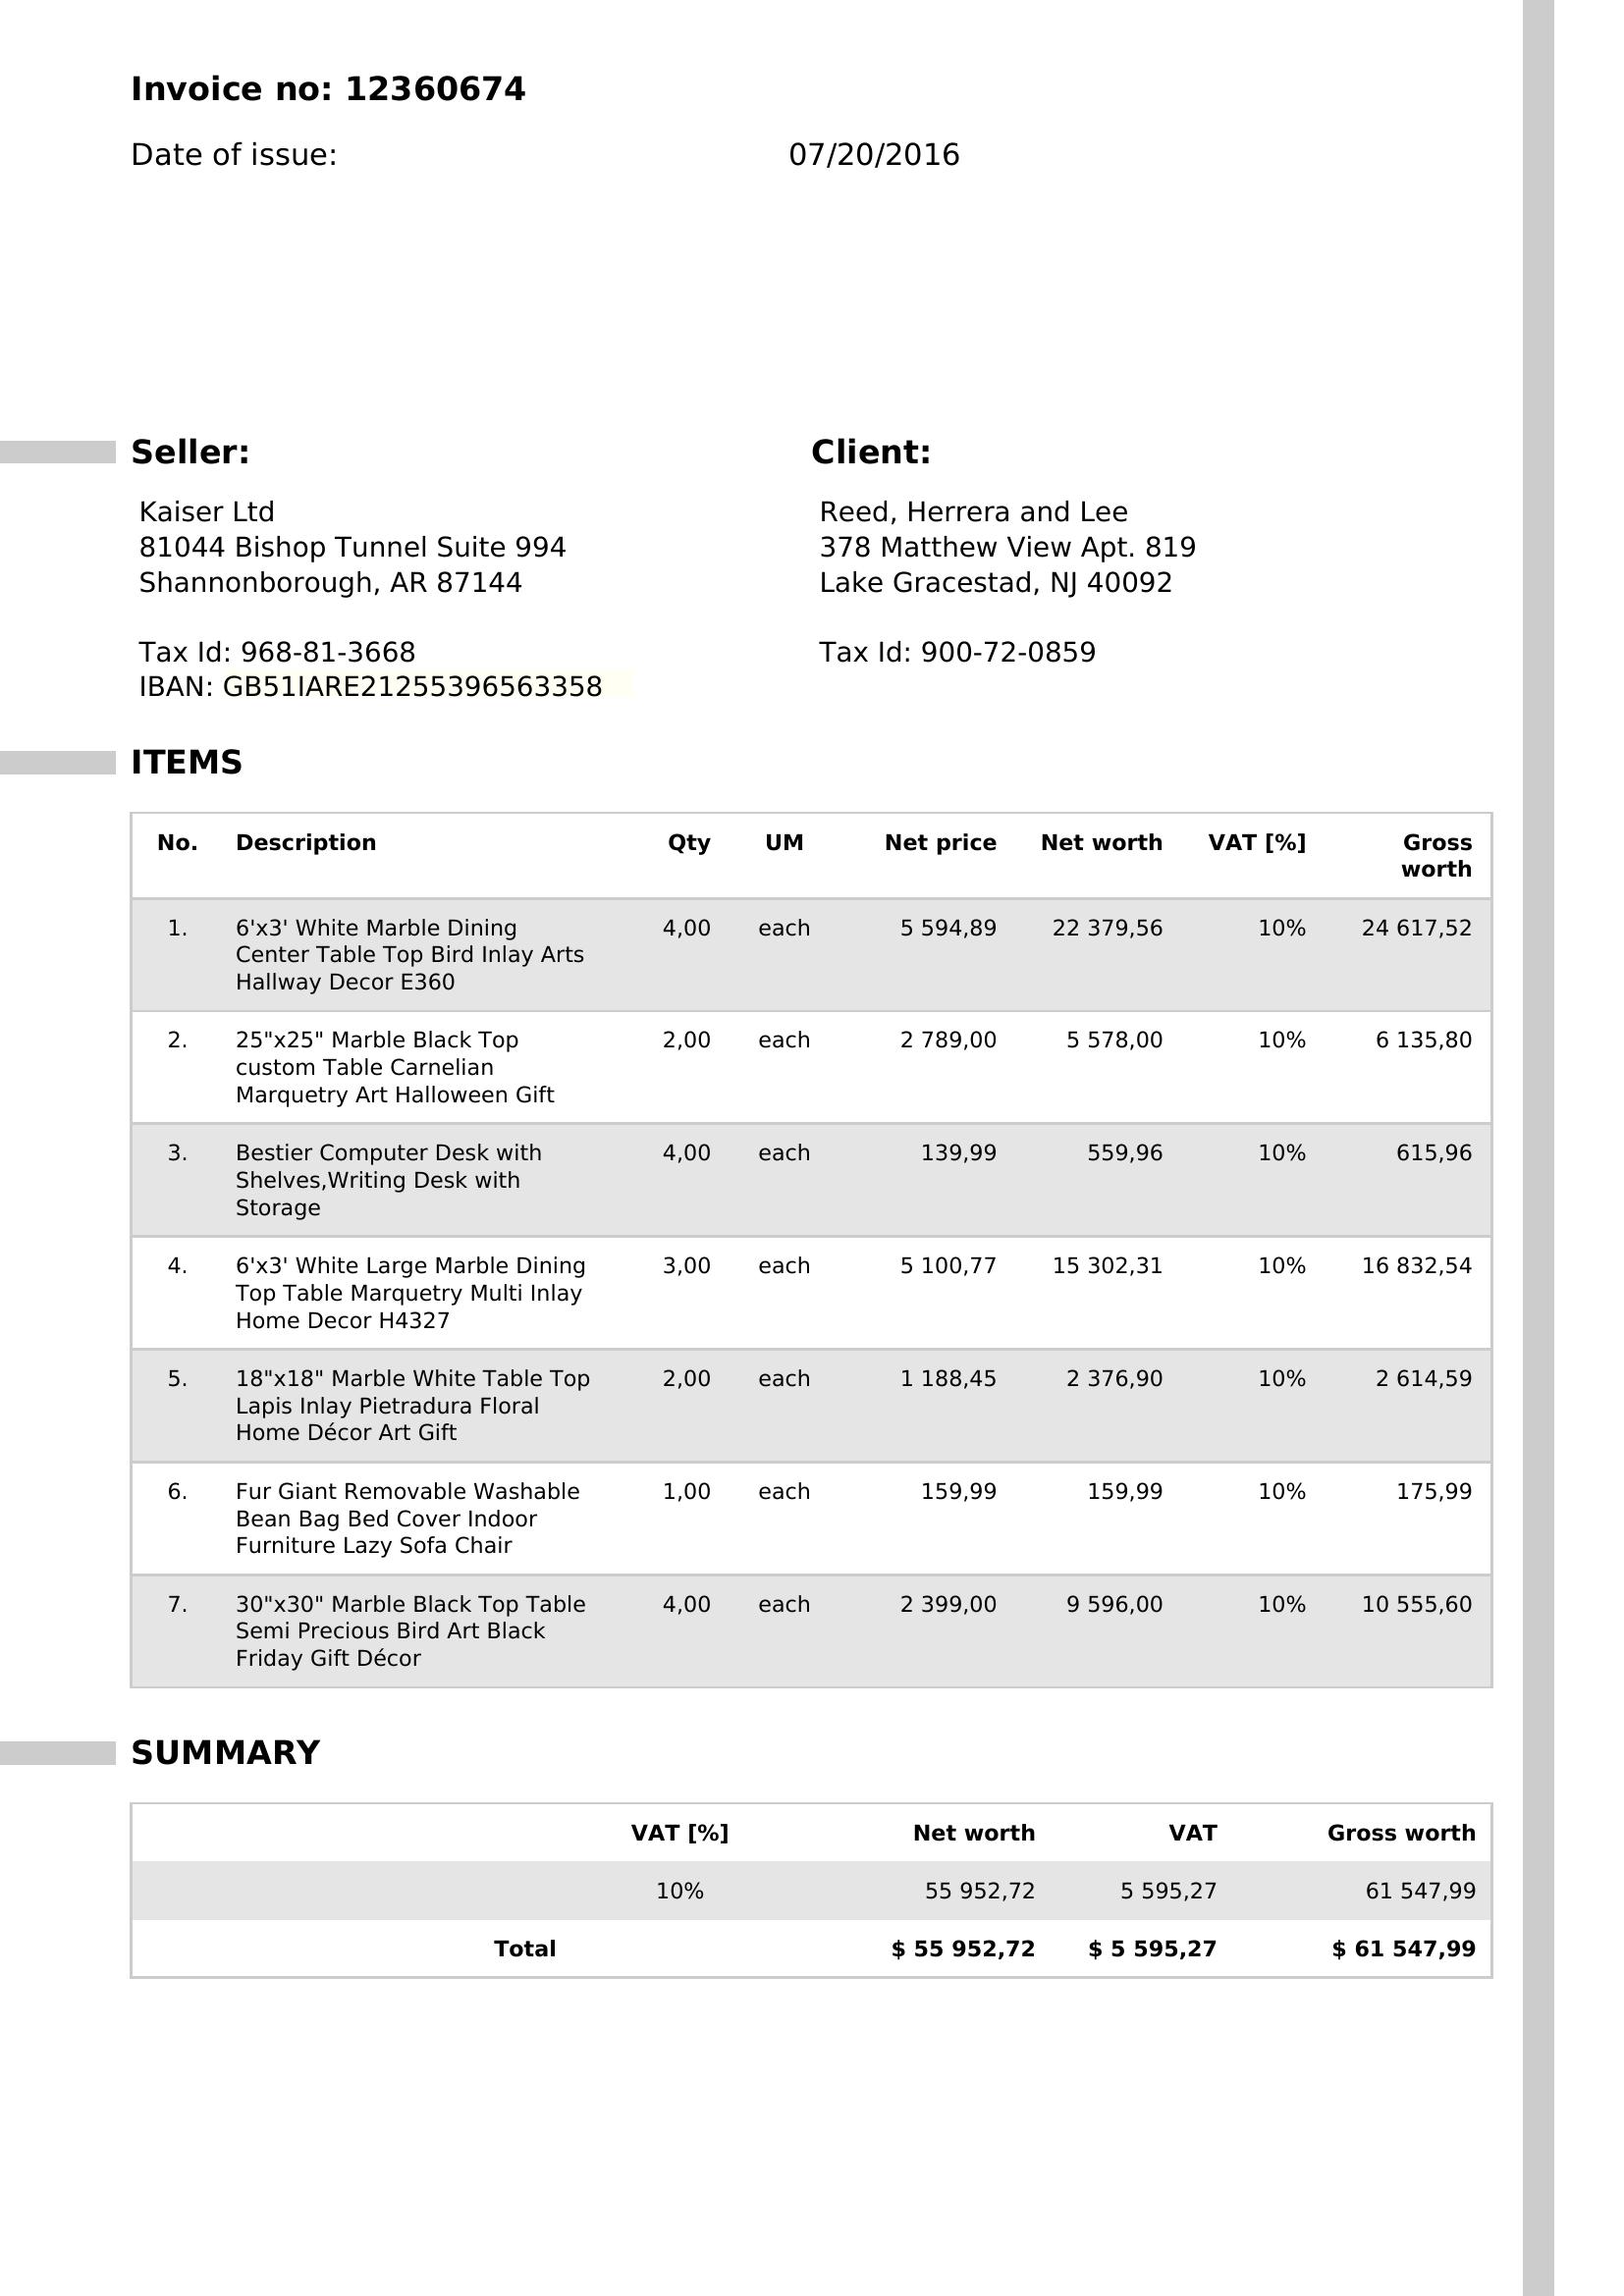 Invoice no: 12360674
Date of issue: 07/20/2016
Seller:
Kaiser Ltd
81044 Bishop Tunnel Suite 994
Shannonborough, AR 87144
Tax Id: 968-81-3668
IBAN: GB51IARE21255396563358
Client:
Reed, Herrera and Lee
378 Matthew View Apt. 819
Lake Gracestad, NJ 40092
Tax Id: 900-72-0859
ITEMS
No. Description Qty UM Net price Net worth VAT [%] Gross
worth
1. 6'x3' White Marble Dining 4,00 each 5 594,89 22 379,56 10% 24 617,52
Center Table Top Bird Inlay Arts
Hallway Decor E360
2. 25"x25" Marble Black Top 2,00 each 2 789,00 5 578,00 10% 6 135,80
custom Table Carnelian
Marquetry Art Halloween Gift
3. Bestier Computer Desk with 4,00 each 139,99 559,96 10% 615,96
Shelves,Writing Desk with
Storage
4. 6'x3' White Large Marble Dining 3,00 each 5 100,77 15 302,31 10% 16 832,54
Top Table Marquetry Multi Inlay
Home Decor H4327
5. 18"x18" Marble White Table Top 2,00 each 1 188,45 2 376,90 10% 2 614,59
Lapis Inlay Pietradura Floral
Home Décor Art Gift
6. Fur Giant Removable Washable 1,00 each 159,99 159,99 10% 175,99
Bean Bag Bed Cover Indoor
Furniture Lazy Sofa Chair
7. 30"x30" Marble Black Top Table 4,00 each 2 399,00 9 596,00 10% 10 555,60
Semi Precious Bird Art Black
Friday Gift Décor
SUMMARY
VAT [%] Net worth VAT Gross worth
10% 55 952,72 5 595,27 61 547,99
Total $ 55 952,72 $ 5 595,27 $ 61 547,99